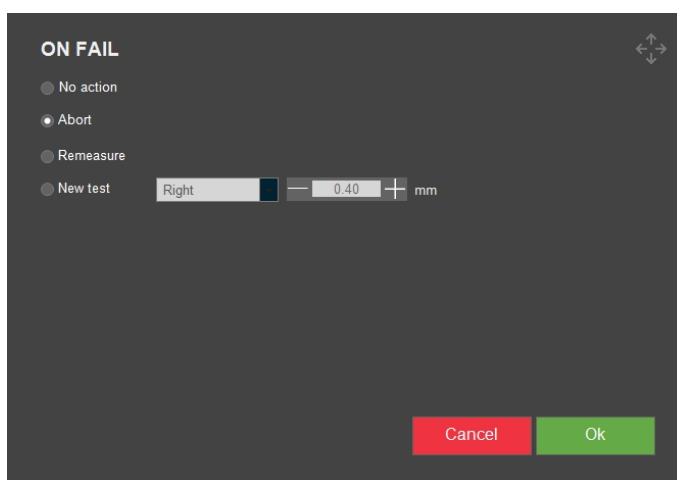 ON FAIL
No action
Abort
Remeasure
New test Right 0.40 mm
Cancel Ok